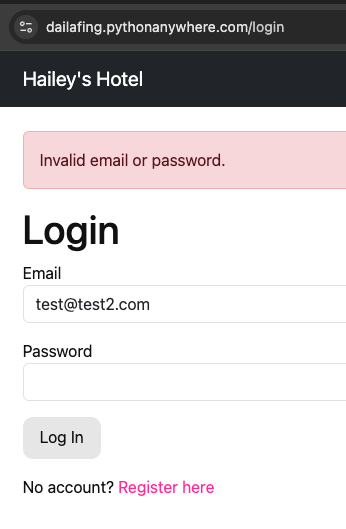 dailafing.pythonanywhere.com/login
Hailey's Hotel
Invalid email or password.
Login
Email
test@test2.com
Password
Log In
No account? Register here